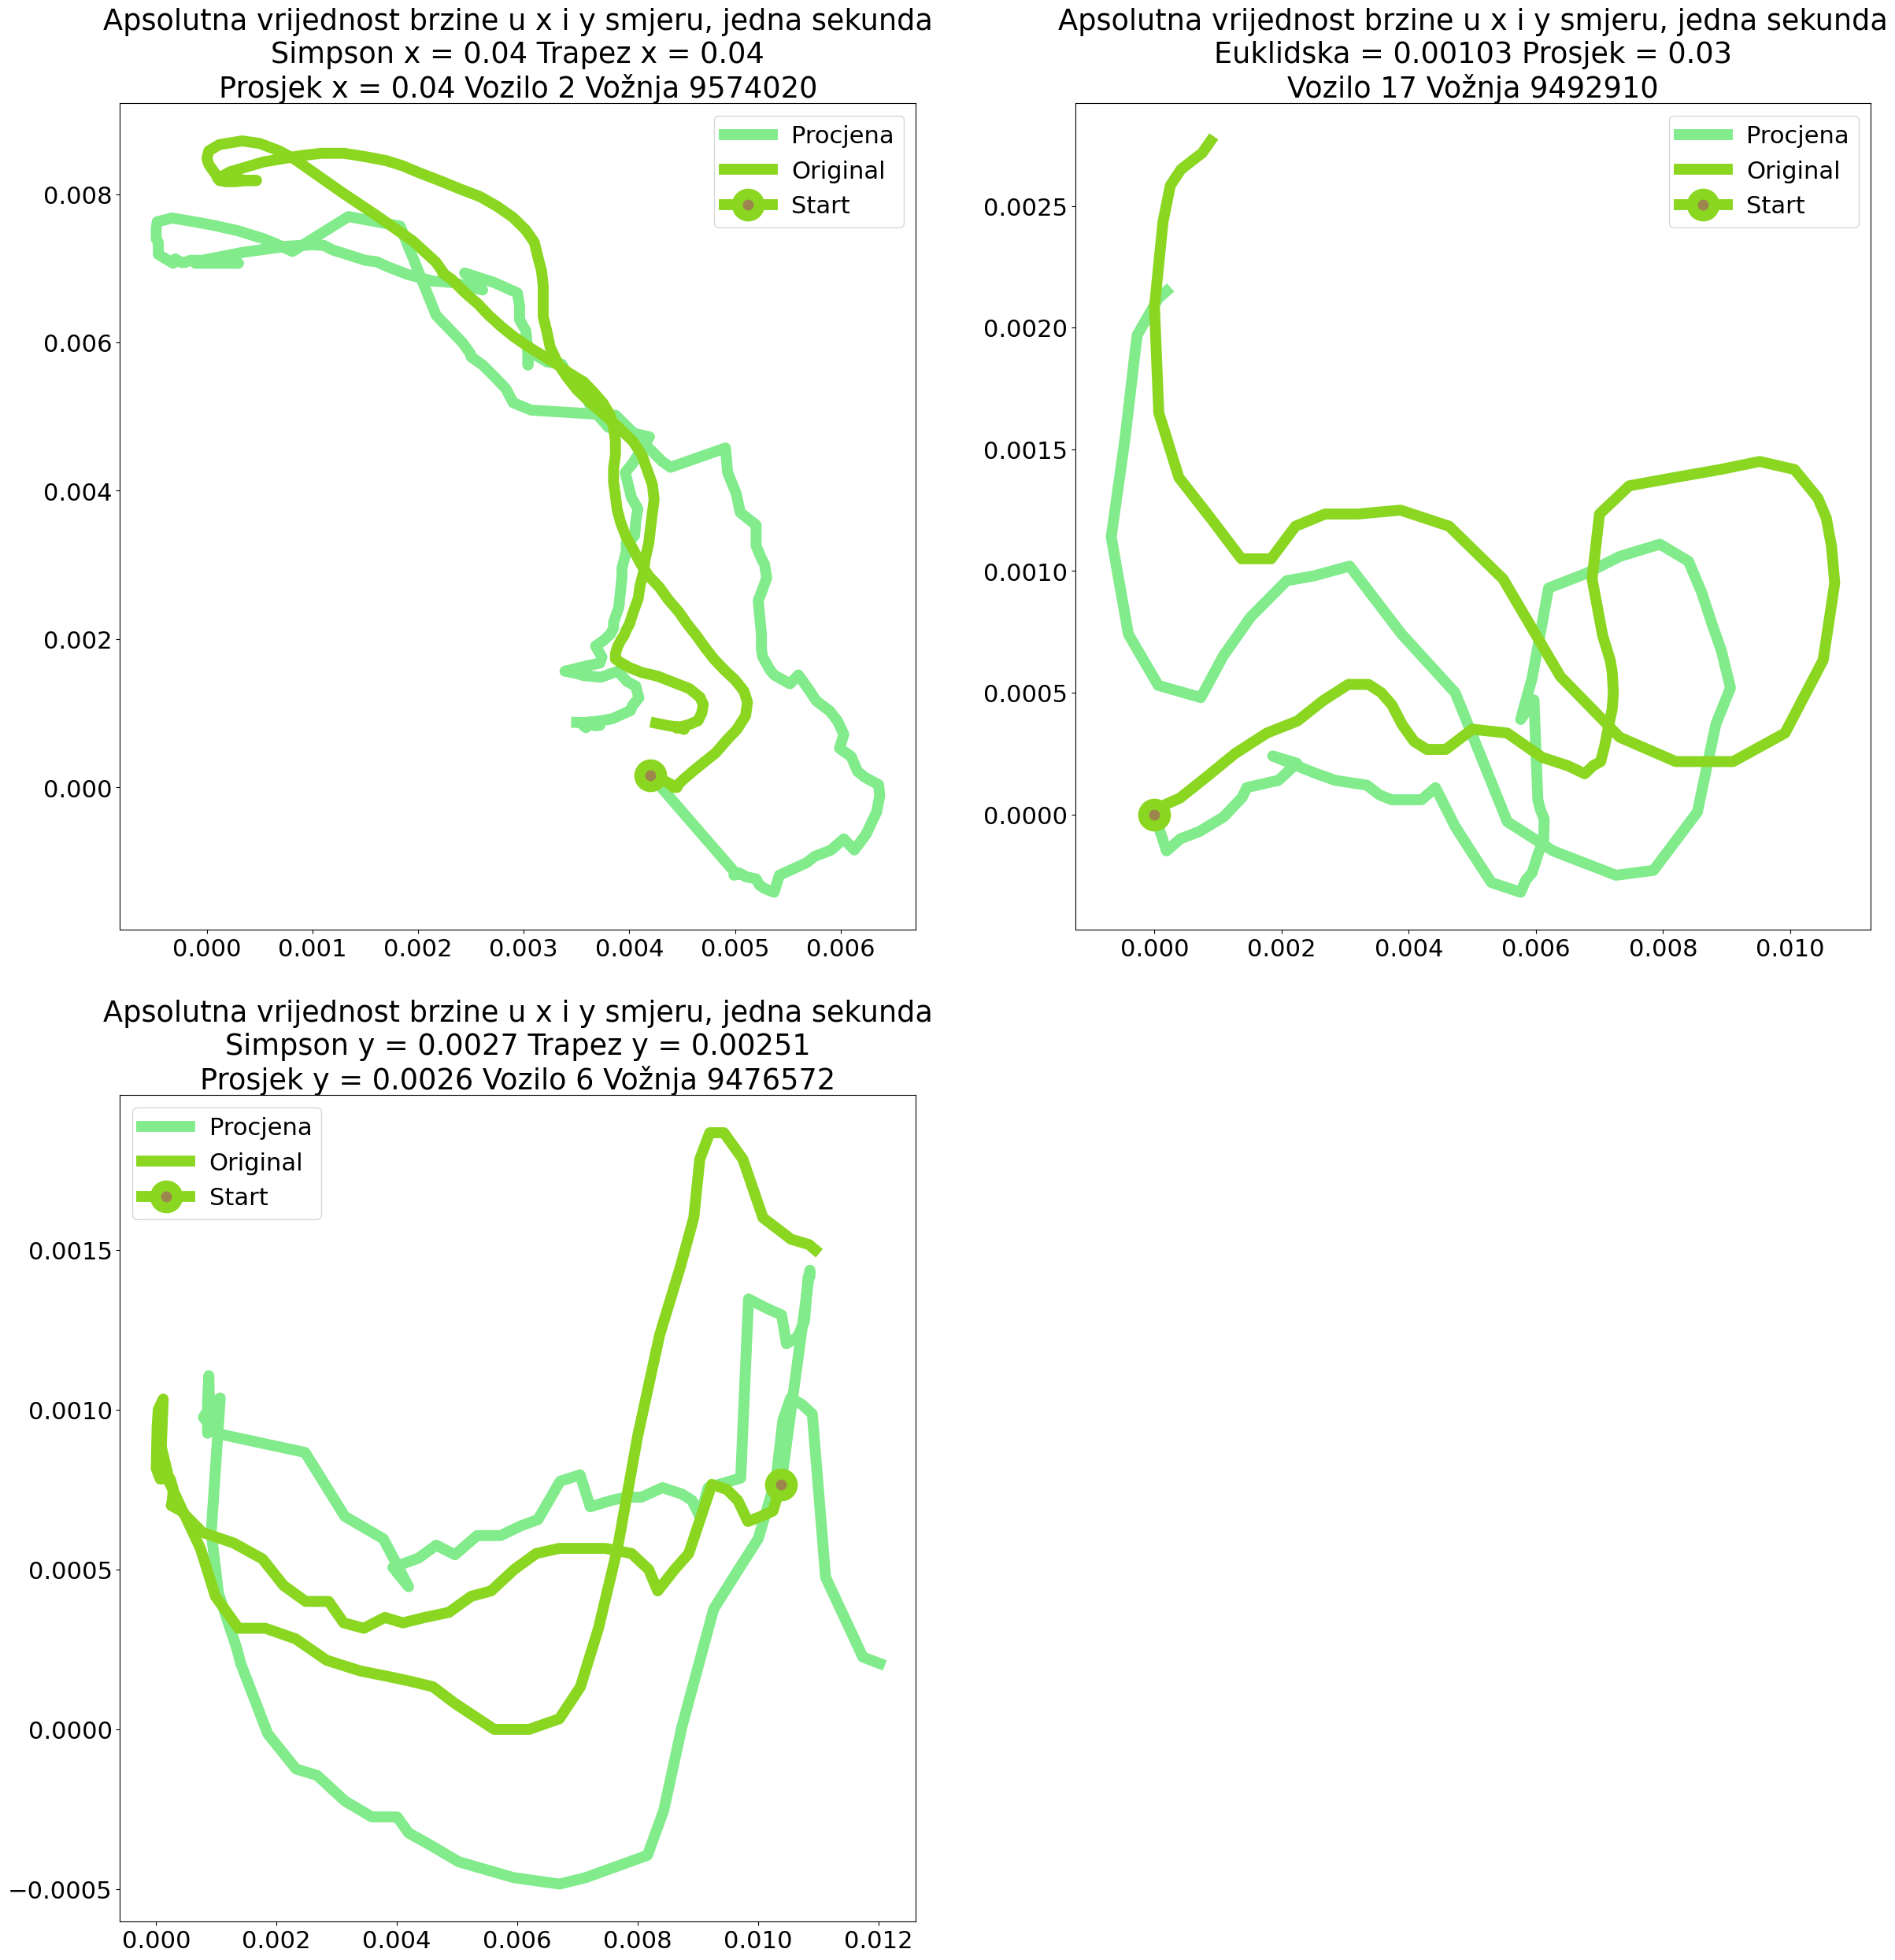 Apsolutna vrijednost brzine u x i y smjeru, jedna sekunda
Simpson x = 0.04 Trapez x = 0.04
Prosjek x = 0.04 Vozilo 2 Vožnja 9574020
Procjena
Original
Start
0.008
0.006
0.004
0.002
0.000
0.000 0.001 0.002 0.003 0.004 0.005 0.006
Apsolutna vrijednost brzine u x i y smjeru, jedna sekunda
Euklidska = 0.00103 Prosjek = 0.03
Vozilo 17 Vožnja 9492910
Procjena
Original
Start
0.0025
0.0020
0.0015
0.0010
0.0005
0.0000
0.000 0.002 0.004 0.006 0.008 0.010
Apsolutna vrijednost brzine u x i y smjeru, jedna sekunda
Simpson y = 0.0027 Trapez y = 0.00251
Prosjek y = 0.0026 Vozilo 6 Vožnja 9476572
Procjena
Original
Start
0.0015
0.0010
0.0005
0.0000
−0.0005
0.000 0.002 0.004 0.006 0.008 0.010 0.012